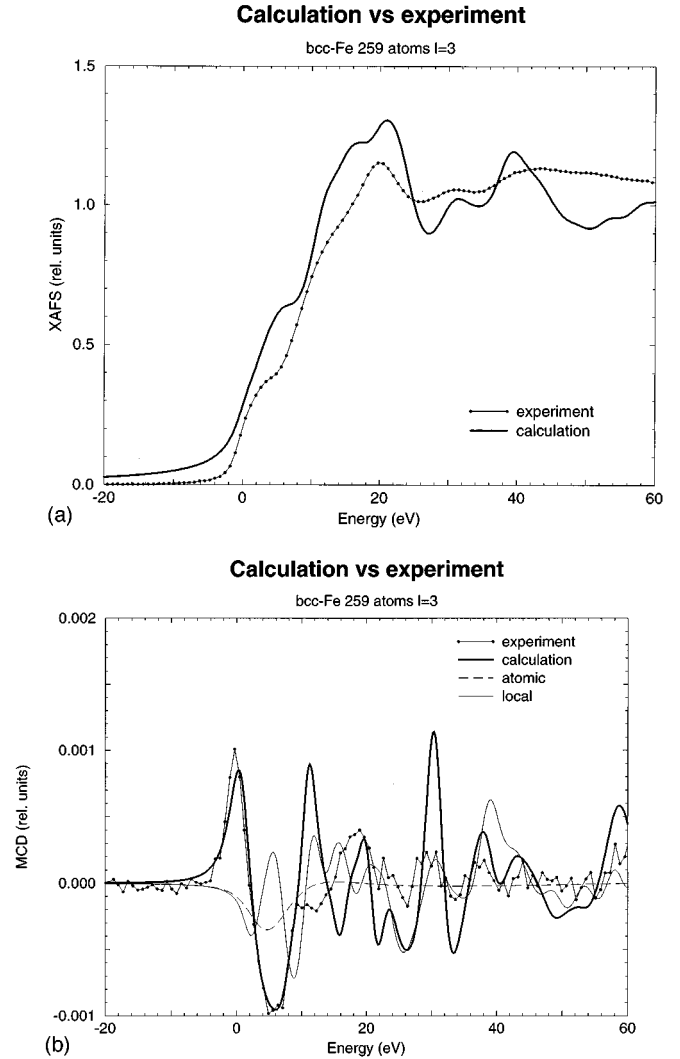 Calculation vs experiment
bcc-Fe 259 atoms l=3
1.5
1.0
0.5
0.0
XAFS (rel. units)
experiment
calculation
-20 0 20 40 60
Energy (eV)
(a)
Calculation vs experiment
bcc-Fe 259 atoms l=3
0.002
0.001
0.000
-0.001
MCD (rel. units)
experiment
calculation
atomic
local
-20 0 20 40 60
Energy (eV)
(b)